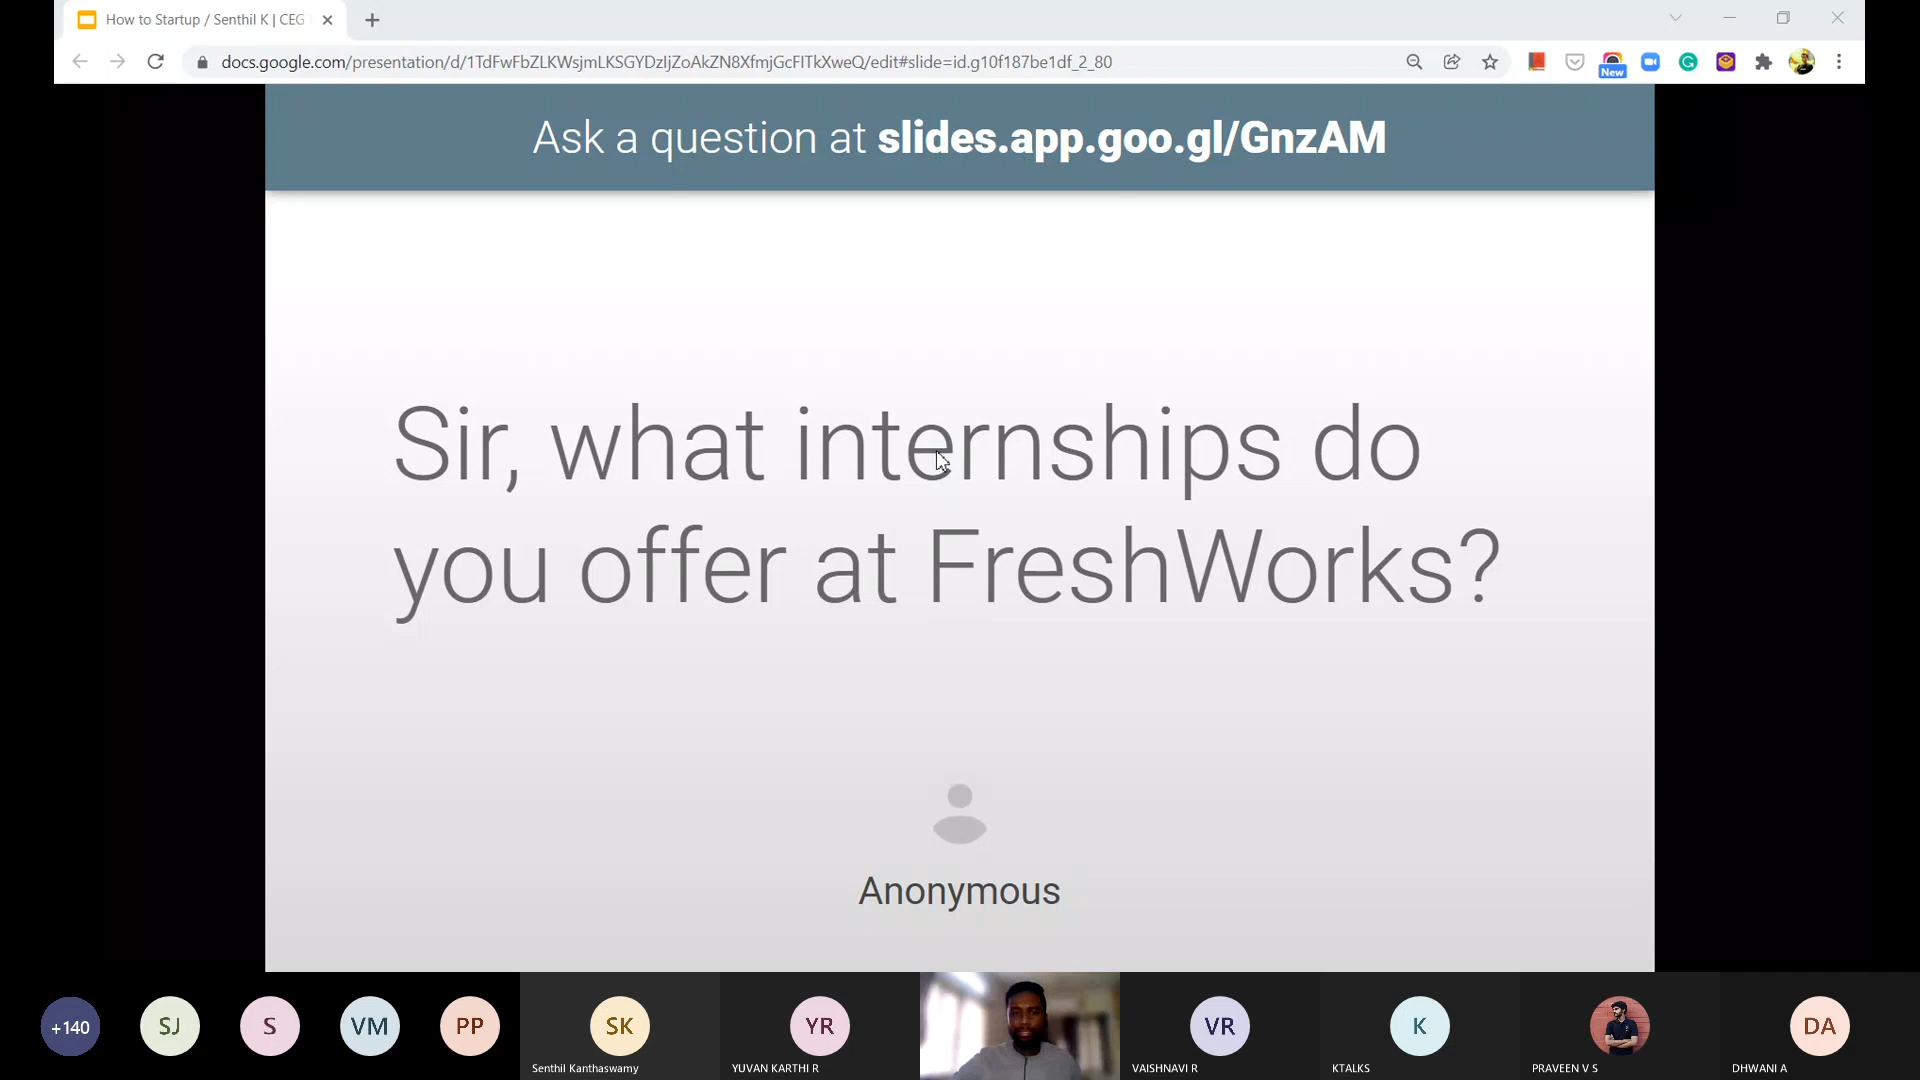 How to Startup / Senthil K | CEG
docs.google.com/presentation/d/1TdFwFbZLKWsjmLKSGYDzIjZoAkZN8XfmjGcFITkXweQ/edit#slide=id.g10f187be1df_2_80
New
Ask a question at slides.app.goo.gl/GnzAM
Sir, what internships do
you offer at FreshWorks?
Anonymous
+140
SJ
S
VM
PP
SK
Senthil Kanthaswamy
YR
YUVAN KARTHI R
VR
VAISHNAVI R
K
KTALKS
PRAVEEN V S
DA
DHWANI A